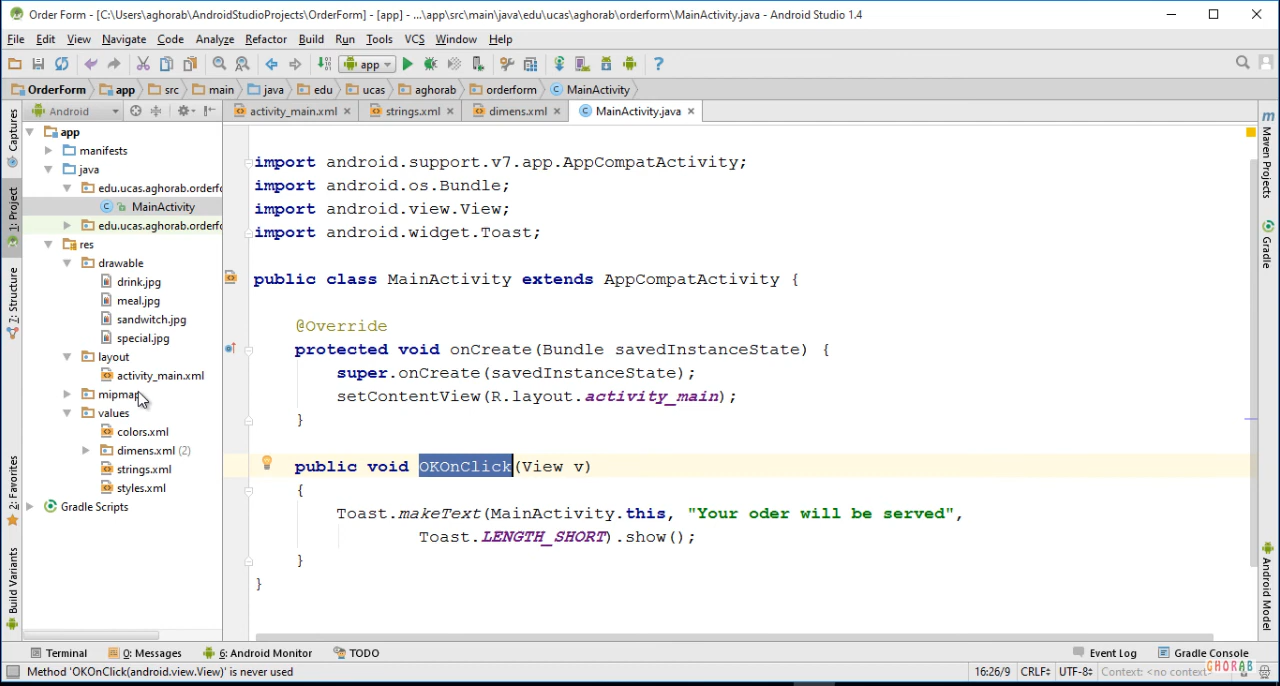 Order Form - [C:\Users\aghorab\AndroidStudioProjects\OrderForm] - [app] - ...\app\src\main\java\edu\ucas\aghorab\orderform\MainActivity.java - Android Studio 1.4
File Edit View Navigate Code Analyze Refactor Build Run Tools VCS Window Help
app
OrderForm app src main java edu ucas aghorab orderform MainActivity
Android
activity_main.xml strings.xml dimens.xml MainActivity.java
Captures
1: Project
7: Structure
2: Favorites
Build Variants
app
manifests
java
edu.ucas.aghorab.orderfo
MainActivity
edu.ucas.aghorab.orderfo
res
drawable
drink.jpg
meal.jpg
sandwitch.jpg
special.jpg
layout
activity_main.xml
mipmap
values
colors.xml
dimens.xml (2)
strings.xml
styles.xml
Gradle Scripts
import android.support.v7.app.AppCompatActivity;
import android.os.Bundle;
import android.view.View;
import android.widget.Toast;
public class MainActivity extends AppCompatActivity {
@Override
protected void onCreate(Bundle savedInstanceState) {
super.onCreate(savedInstanceState);
setContentView(R.layout.activity_main);
}
public void OKOnClick(View v)
{
Toast.makeText(MainActivity.this, "Your oder will be served",
Toast.LENGTH_SHORT).show();
}
}
m Maven Projects
Gradle
Android Model
Terminal 0: Messages 6: Android Monitor TODO Event Log Gradle Console
Method 'OKOnClick(android.view.View)' is never used 16:26/9 CRLF UTF-8 Context: <no context>
GHORAB